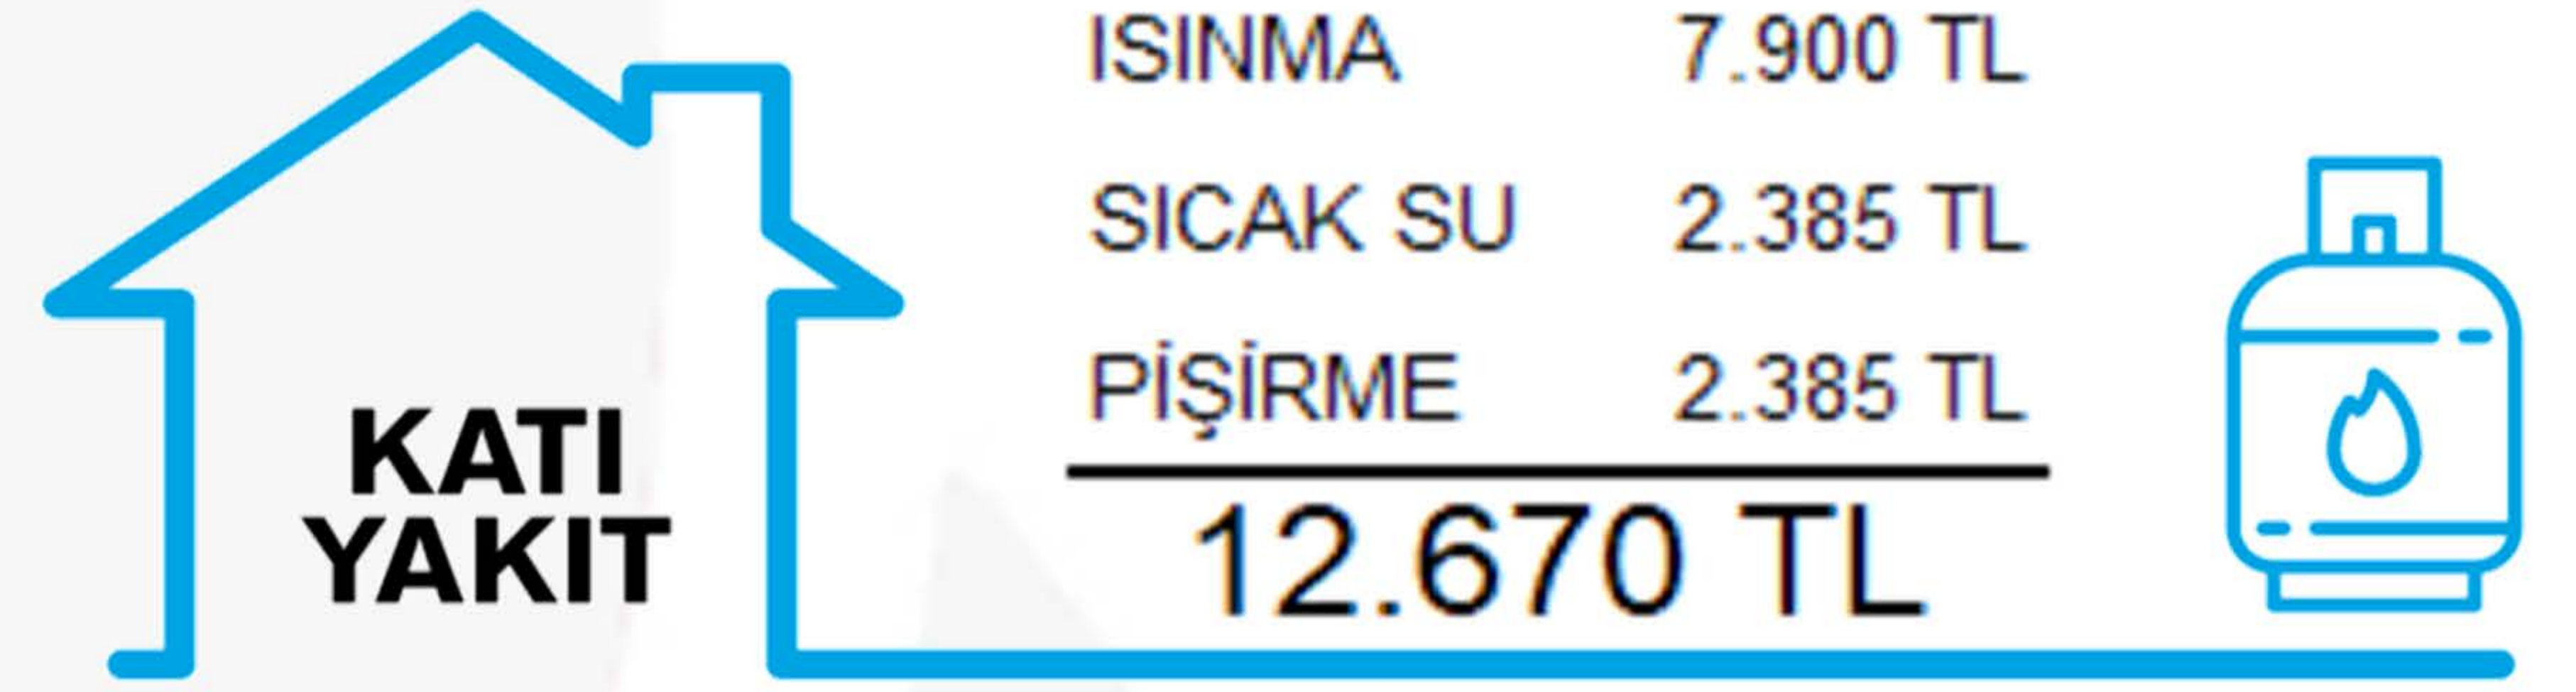 KATI
YAKIT
ISINMA 7.900 TL
SICAK SU 2.385 TL
PİŞİRME 2.385 TL
12.670 TL